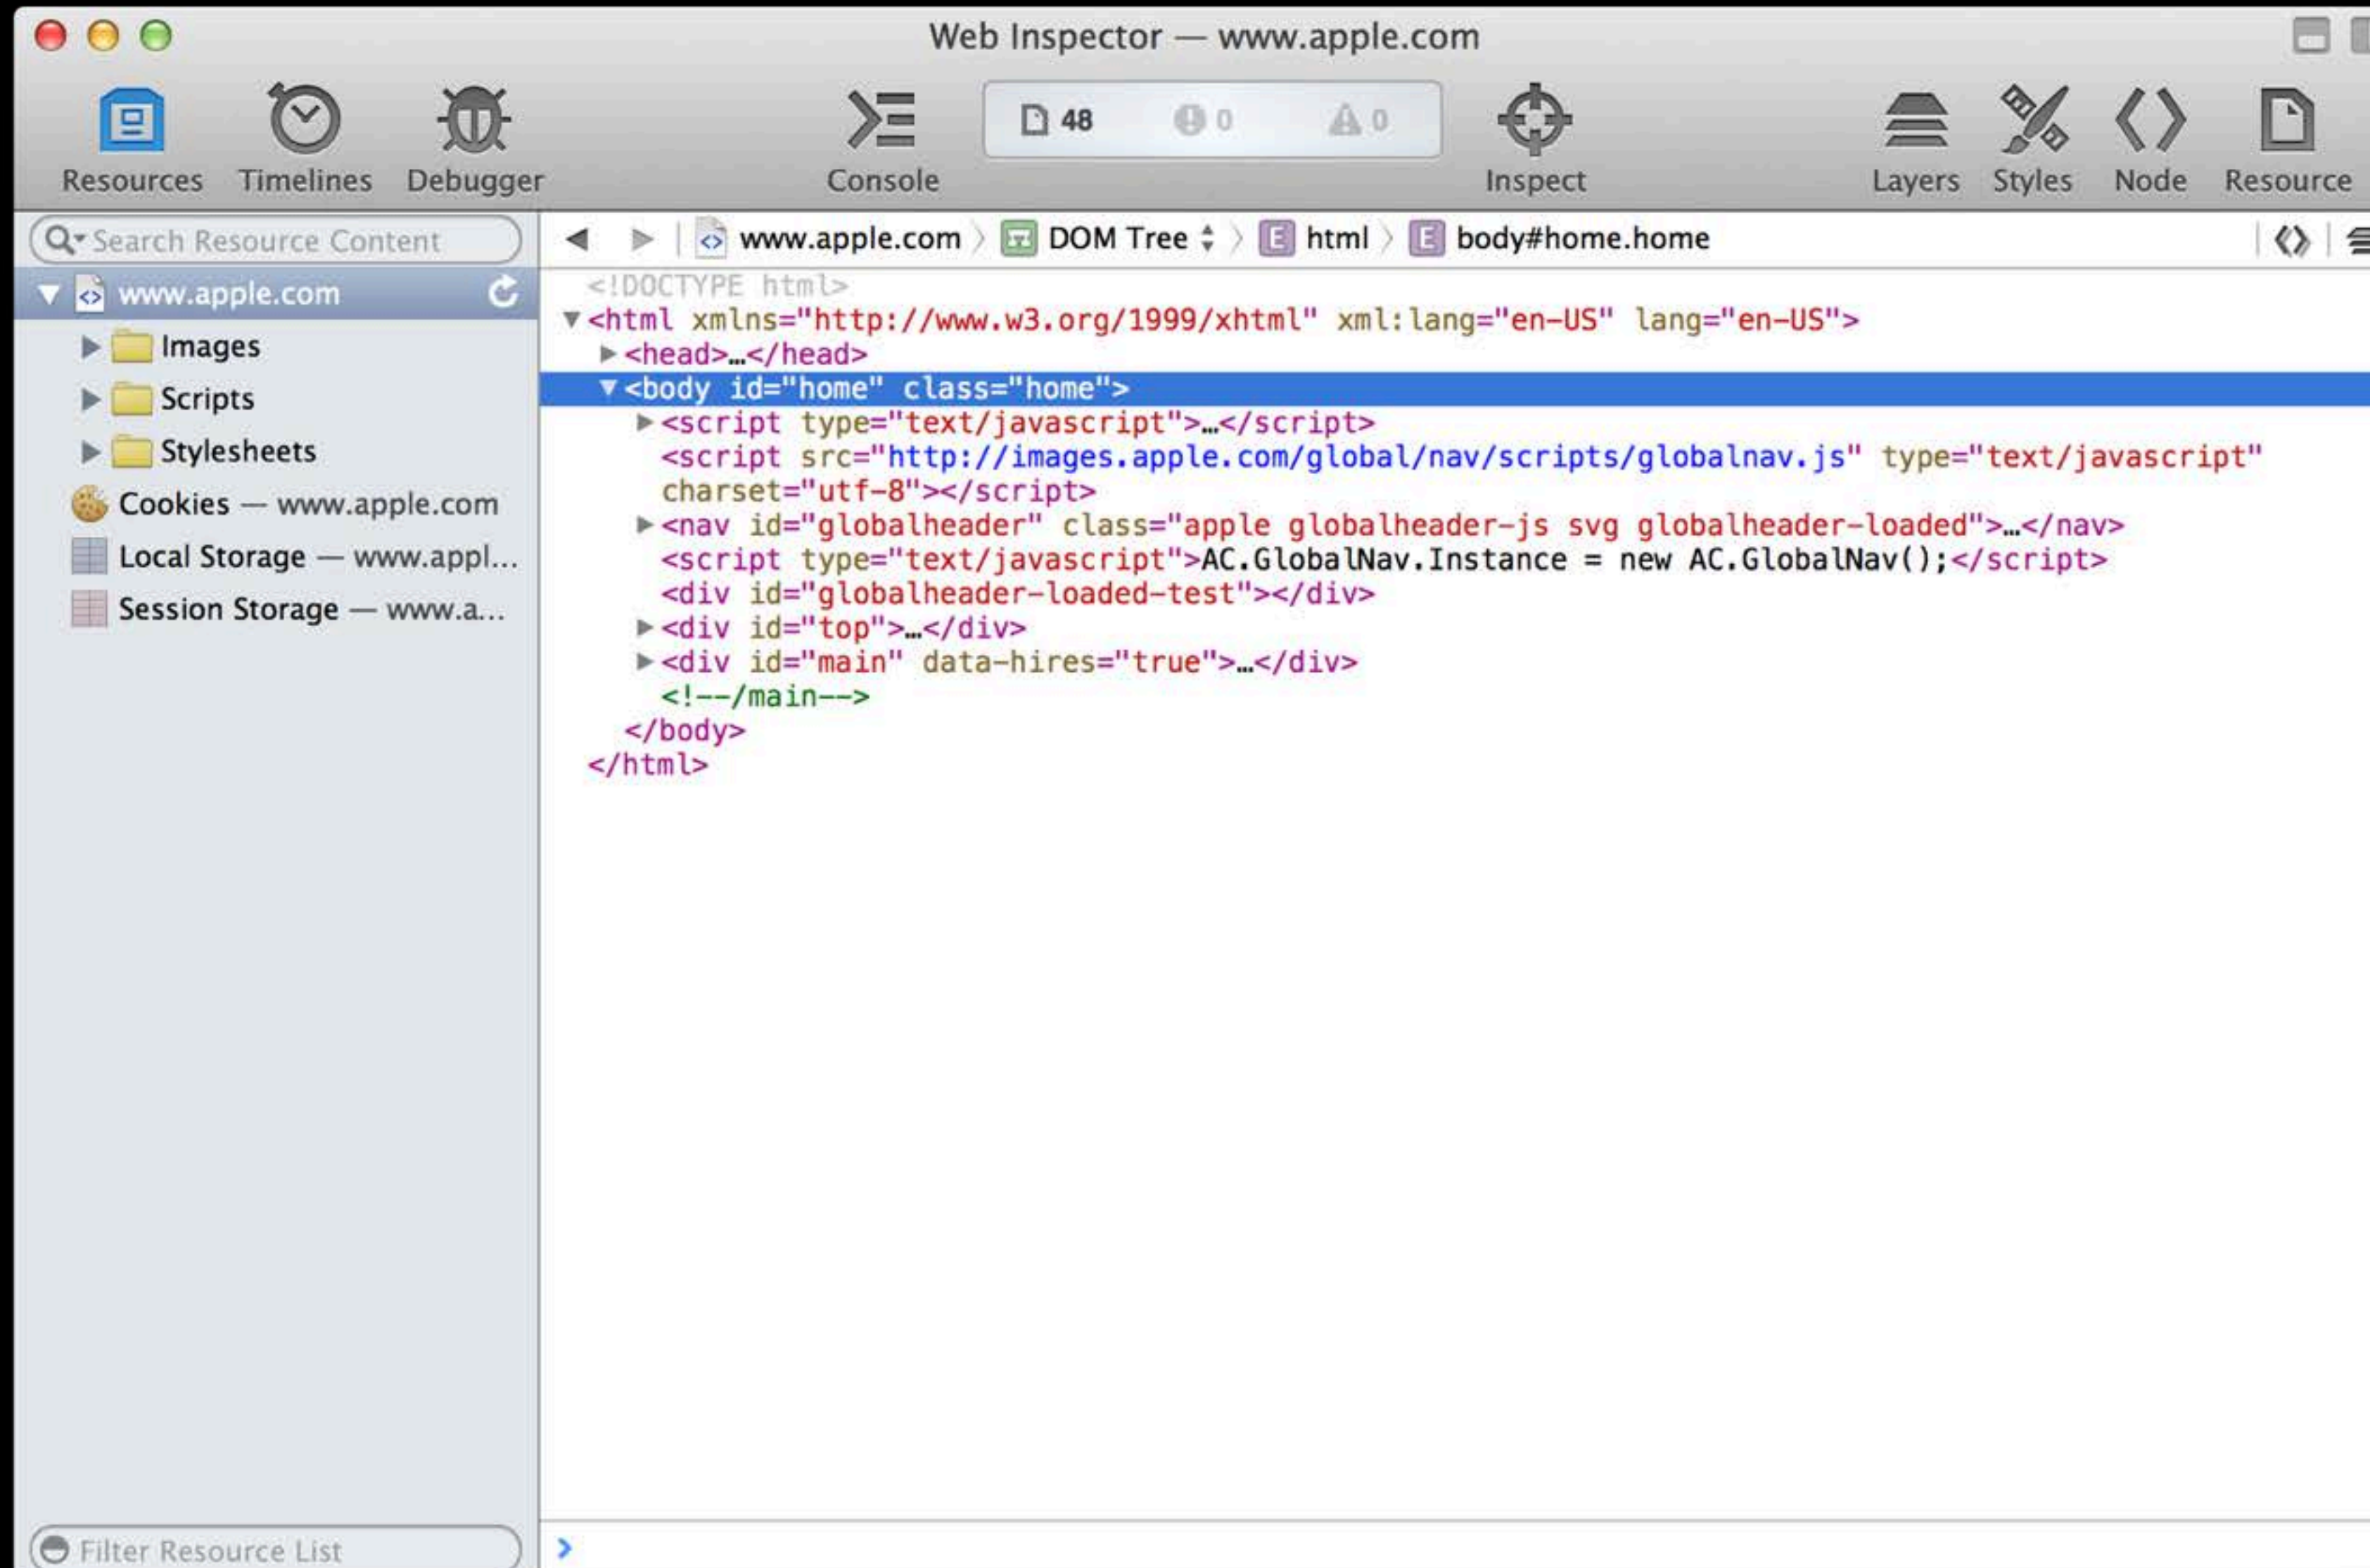 Web Inspector — www.apple.com
48 0 0
Resources Timelines Debugger Console Inspect Layers Styles Node Resource
Search Resource Content
www.apple.com
Images
Scripts
Stylesheets
Cookies — www.apple.com
Local Storage — www.appl...
Session Storage — www.a...
Filter Resource List
www.apple.com DOM Tree E html E body#home.home
<!DOCTYPE html>
<html xmlns="http://www.w3.org/1999/xhtml" xml:lang="en-US" lang="en-US">
<head>…</head>
<body id="home" class="home">
<script type="text/javascript">…</script>
<script src="http://images.apple.com/global/nav/scripts/globalnav.js" type="text/javascript"
charset="utf-8"></script>
<nav id="globalheader" class="apple globalheader-js svg globalheader-loaded">…</nav>
<script type="text/javascript">AC.GlobalNav.Instance = new AC.GlobalNav();</script>
<div id="globalheader-loaded-test"></div>
<div id="top">…</div>
<div id="main" data-hires="true">…</div>
<!--/main-->
</body>
</html>